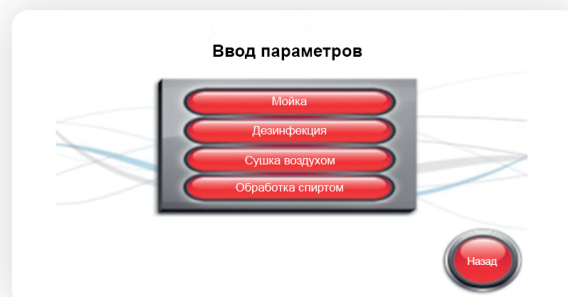 Ввод параметров
Мойка
Дезинфекция
Сушка воздухом
Обработка спиртом
Назад